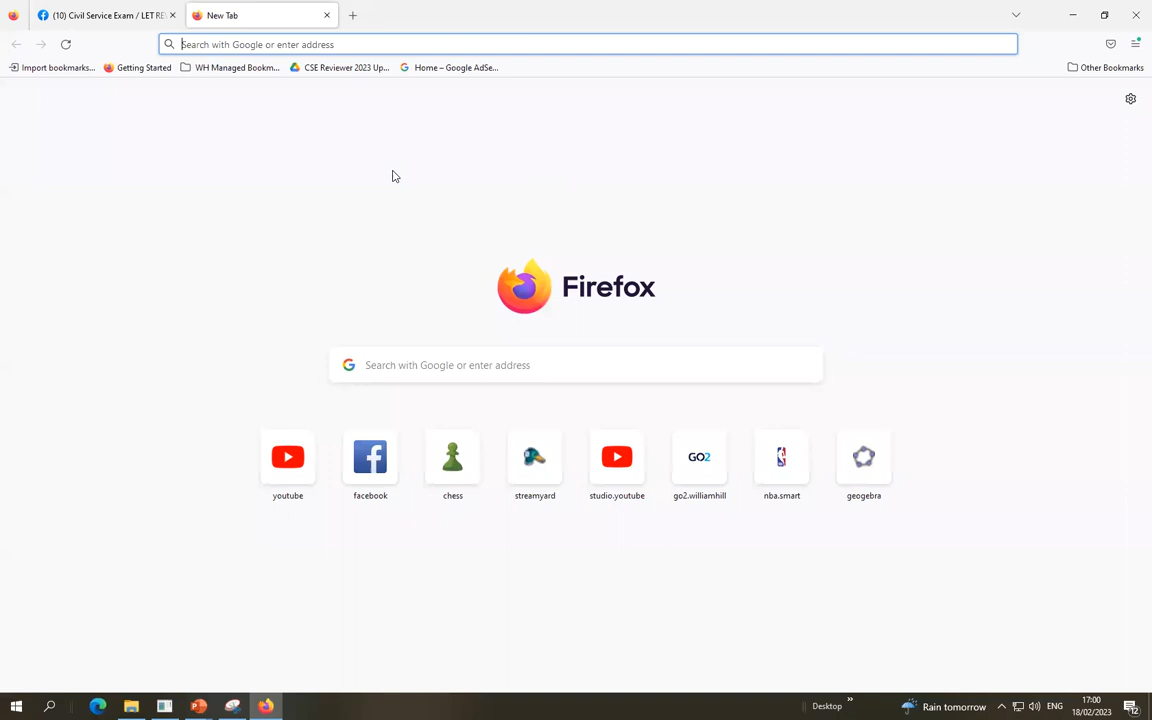 (10) Civil Service Exam / LET RE
New Tab
Search with Google or enter address
Import bookmarks...
Getting Started
WH Managed Bookm...
CSE Reviewer 2023 Up...
Home – Google AdSe...
Other Bookmarks
Firefox
Search with Google or enter address
youtube
facebook
chess
streamyard
GO2
studio.youtube
go2.williamhill
nba.smart
geogebra
Desktop
Rain tomorrow
ENG
17:00
18/02/2023
12